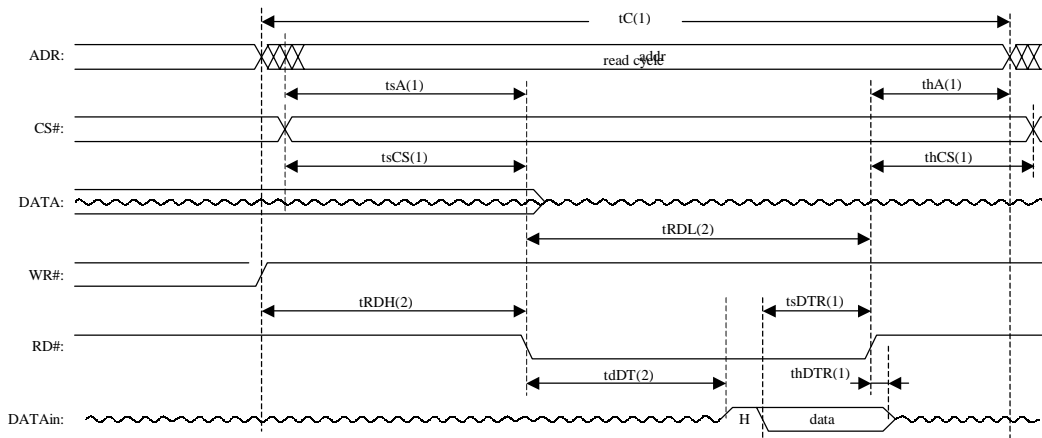 tC(1)
ADR:
addr
read cycle
tsA(1)
thA(1)
CS#:
tsCS(1)
thCS(1)
DATA:
tRDL(2)
WR#:
tRDH(2)
tsDTR(1)
RD#:
tdDT(2)
thDTR(1)
DATAin:
H
data